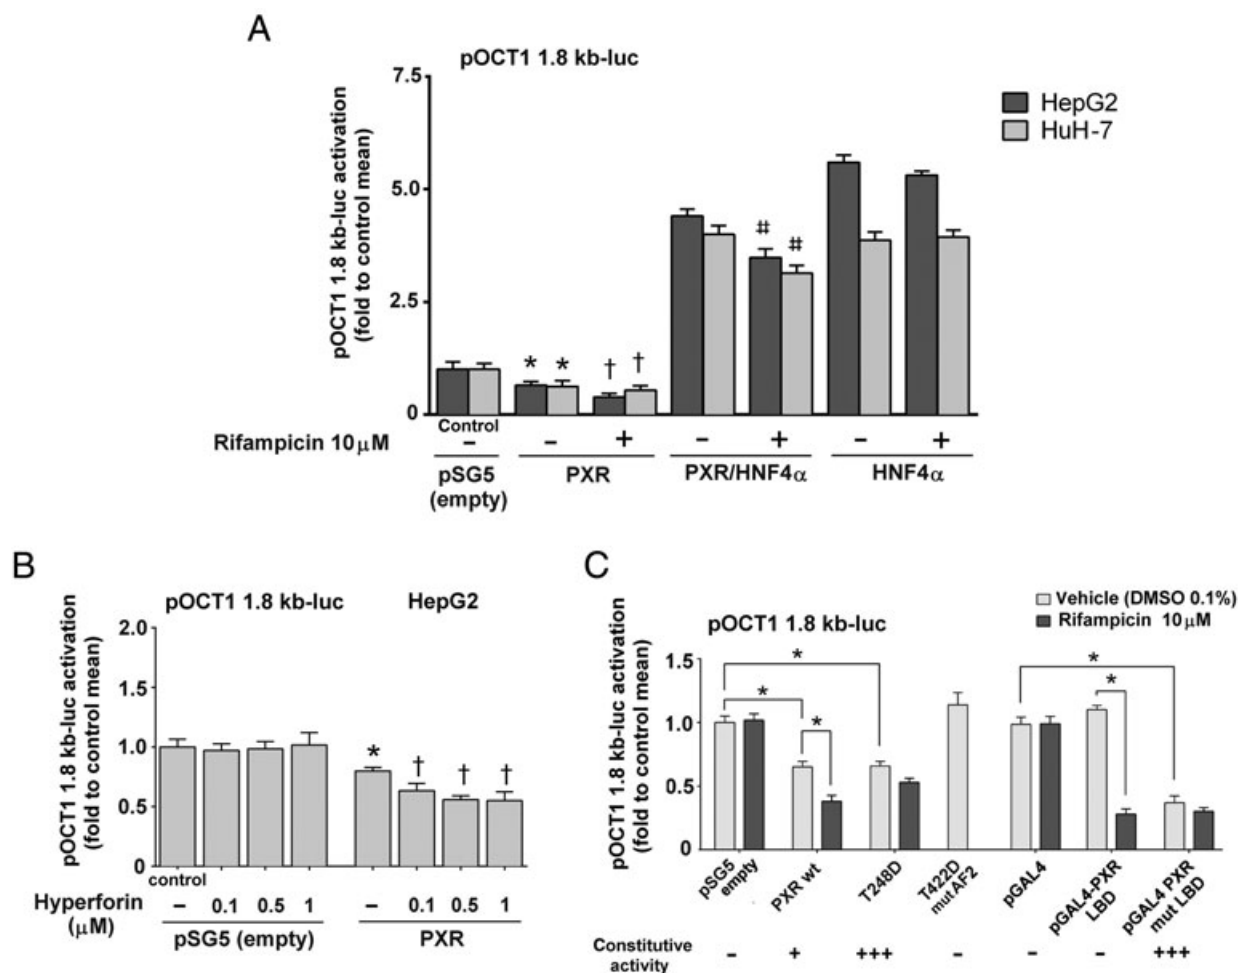 A
pOCT1 1.8 kb-luc
pOCT1 1.8 kb-luc activation
(fold to control mean)
7.5
5.0
2.5
0
HepG2
HuH-7
* * † † # #
Control
Rifampicin 10 µM – – + – + – +
pSG5
(empty)
PXR
PXR/HNF4α
HNF4α
B
pOCT1 1.8 kb-luc HepG2
pOCT1 1.8 kb-luc activation
(fold to control mean)
2.0
1.5
1.0
0.5
0
* † † †
control
Hyperforin
(µM)
– 0.1 0.5 1 – 0.1 0.5 1
pSG5 (empty) PXR
C
Vehicle (DMSO 0.1%)
Rifampicin 10 µM
pOCT1 1.8 kb-luc
pOCT1 1.8 kb-luc activation
(fold to control mean)
1.5
1.0
0.5
0
* * * * *
pSG5
empty
PXR wt
T248D
T422D
mutAF2
pGAL4
pGAL4-PXR
LBD
pGAL4 PXR
mut LBD
Constitutive
activity
– + +++ – – – +++